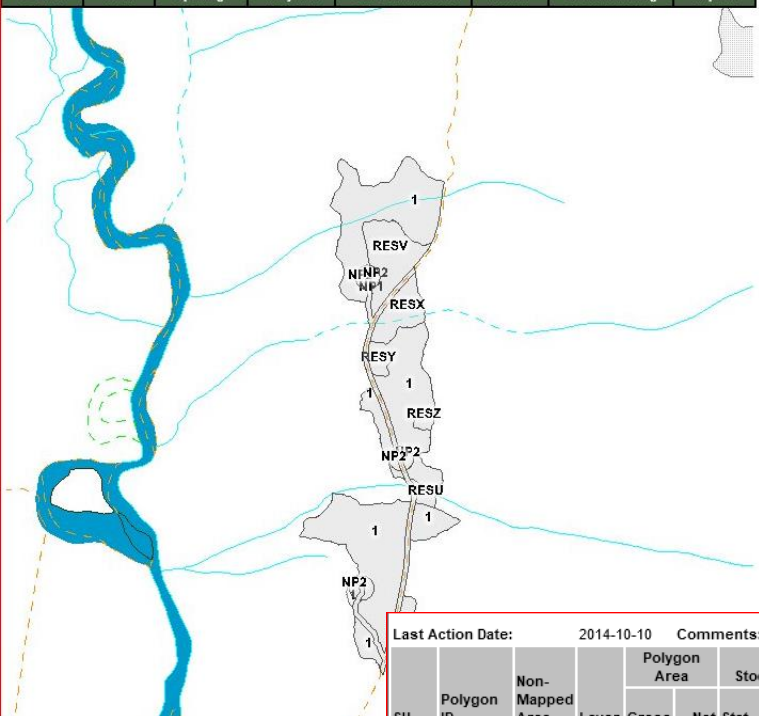 1
RESV
NP2
NP1
RESX
RESY
1
1
RESZ
NP2
NP2
RESU
1
1
NP2
1
1
Last Action Date: 2014-10-10 Comments:
Polygon
Area
Non-
Mapped
Polygon